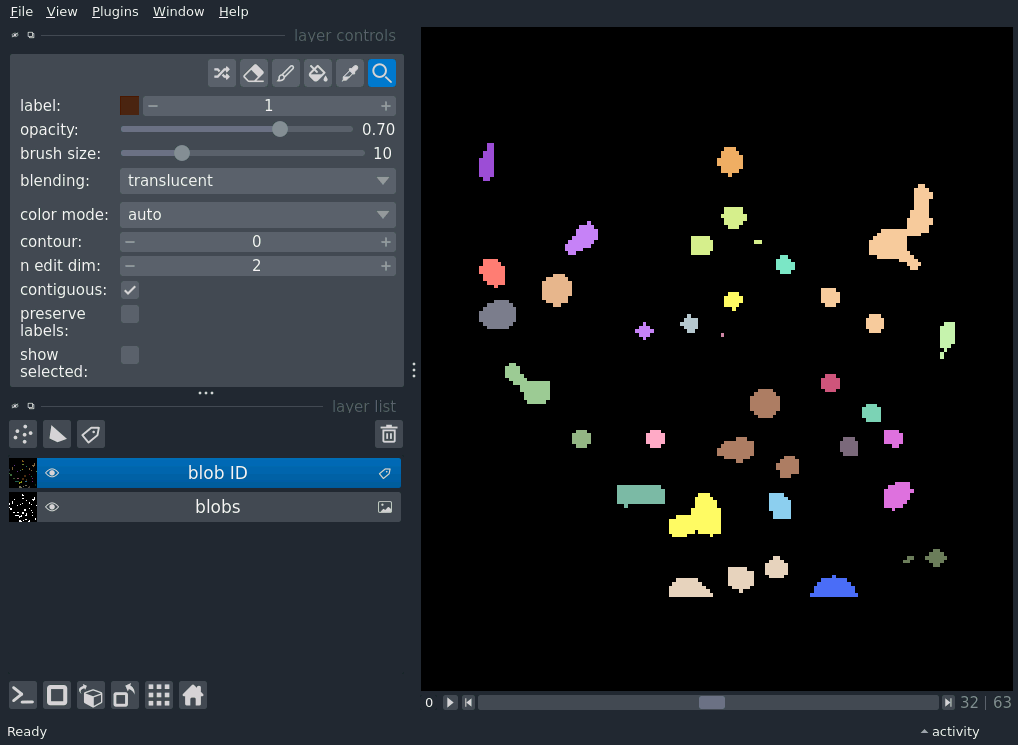 File View Plugins Window Help
layer controls
label: 1
opacity: 0.70
brush size: 10
blending: translucent
color mode: auto
contour: 0
n edit dim: 2
contiguous:
preserve
labels:
show
selected:
layer list
blob ID
blobs
0 32 | 63
Ready activity